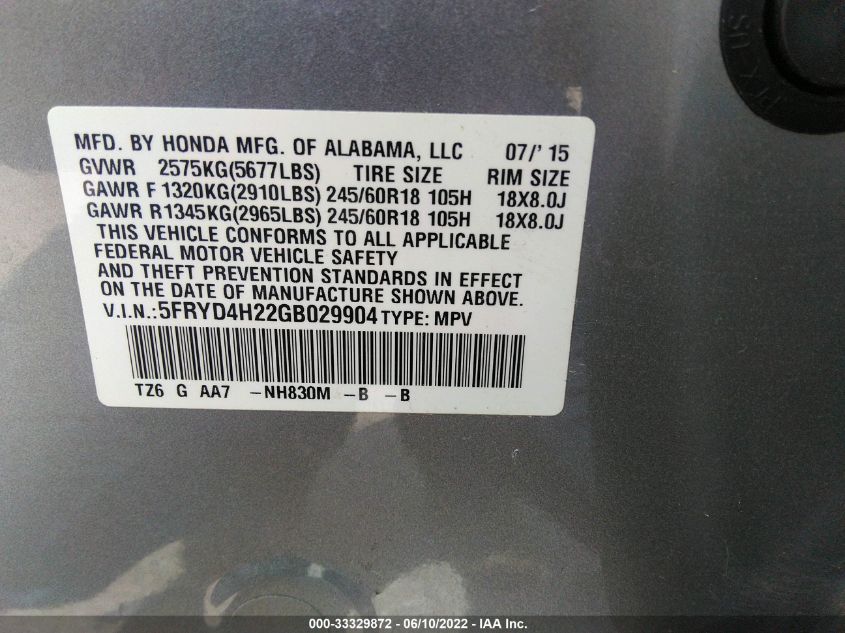 MFD. BY HONDA MFG. OF ALABAMA, LLC 07/' 15
GVWR 2575KG(5677LBS) TIRE SIZE RIM SIZE
GAWR F 1320KG(2910LBS) 245/60R18 105H 18X8.0J
GAWR R1345KG(2965LBS) 245/60R18 105H 18X8.0J
THIS VEHICLE CONFORMS TO ALL APPLICABLE
FEDERAL MOTOR VEHICLE SAFETY
AND THEFT PREVENTION STANDARDS IN EFFECT
ON THE DATE OF MANUFACTURE SHOWN ABOVE.
V.I.N.:5FRYD4H22GB029904 TYPE: MPV
TZ6 G AA7 -NH830M -B -B
000-33329872 - 06/10/2022 - IAA Inc.